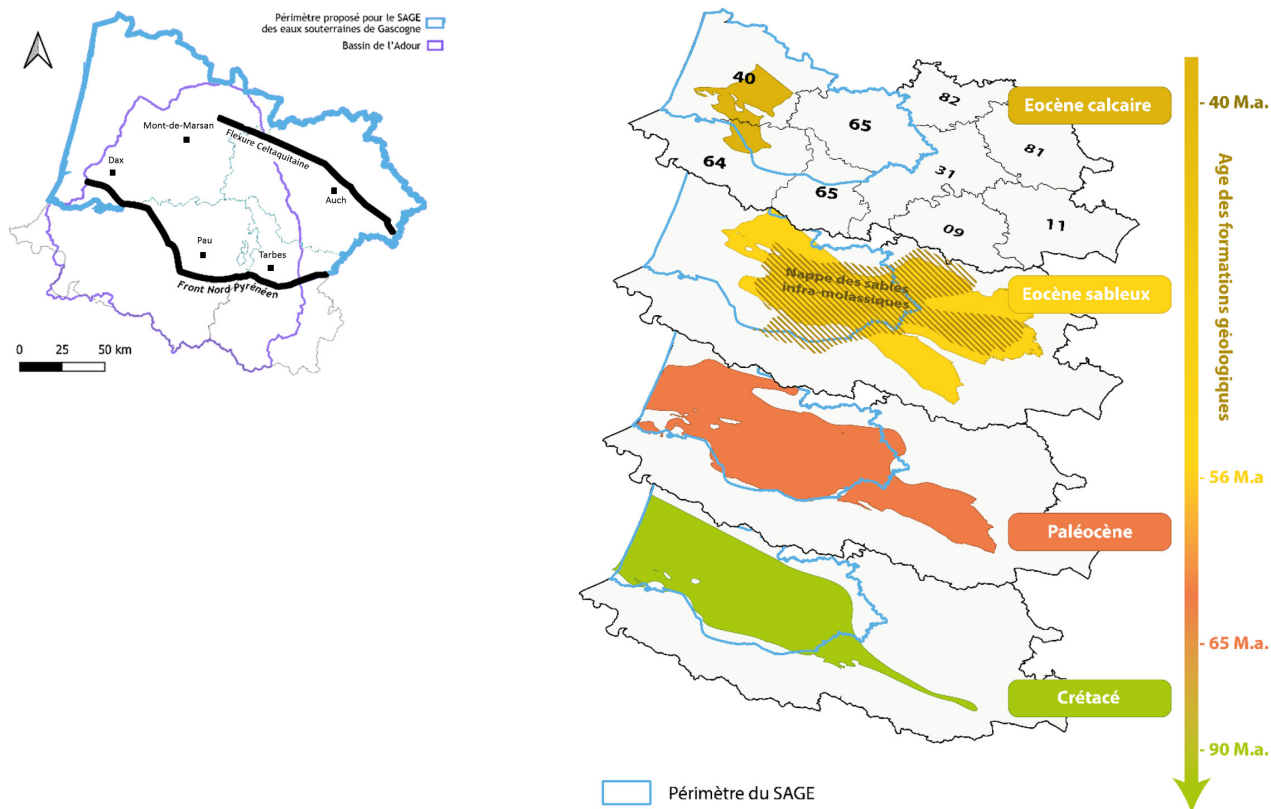 Périmètre proposé pour le SAGE
des eaux souterraines de Gascogne
Bassin de l'Adour
Mont-de-Marsan
Flexure Celtaquitaine
Dax
Auch
Pau
Tarbes
Front Nord-Pyrénéen
0 25 50 km
40
82
65
81
64
31
65
09
11
Eocène calcaire
Nappe des sables
infra-molassiques
Eocène sableux
Paléocène
Crétacé
Age des formations géologiques
- 40 M.a.
- 56 M.a
- 65 M.a.
- 90 M.a.
Périmètre du SAGE